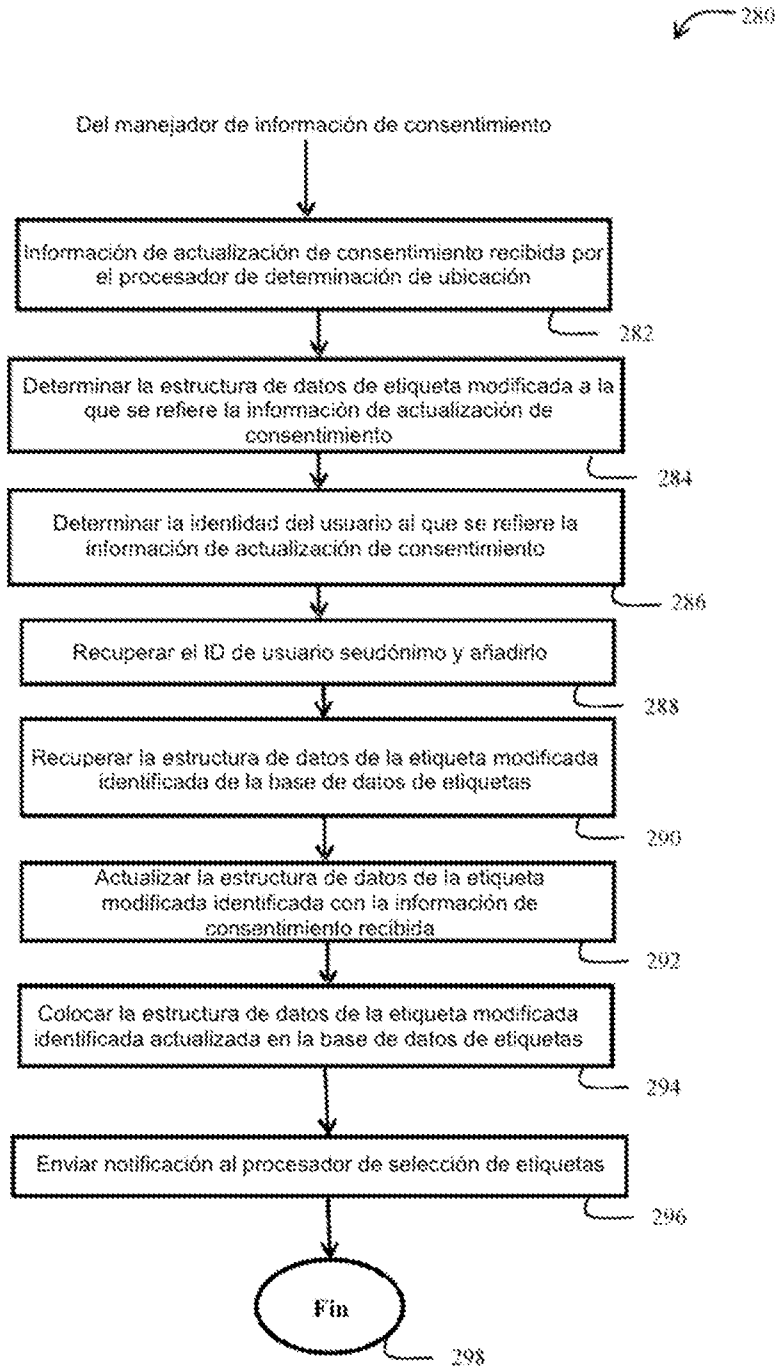 280
Del manejador de información de consentimiento
Información de actualización de consentimiento recibida por
el procesador de determinación de ubicación
282
Determinar la estructura de datos de etiqueta modificada a la
que se refiere la información de actualización de
consentimiento
284
Determinar la identidad del usuario al que se refiere la
información de actualización de consentimiento
286
Recuperar el ID de usuario seudónimo y añadirlo
288
Recuperar la estructura de datos de la etiqueta modificada
identificada de la base de datos de etiquetas
290
Actualizar la estructura de datos de la etiqueta
modificada identificada con la información de
consentimiento recibida
292
Colocar la estructura de datos de la etiqueta modificada
identificada actualizada en la base de datos de etiquetas
294
Enviar notificación al procesador de selección de etiquetas
296
Fin
298